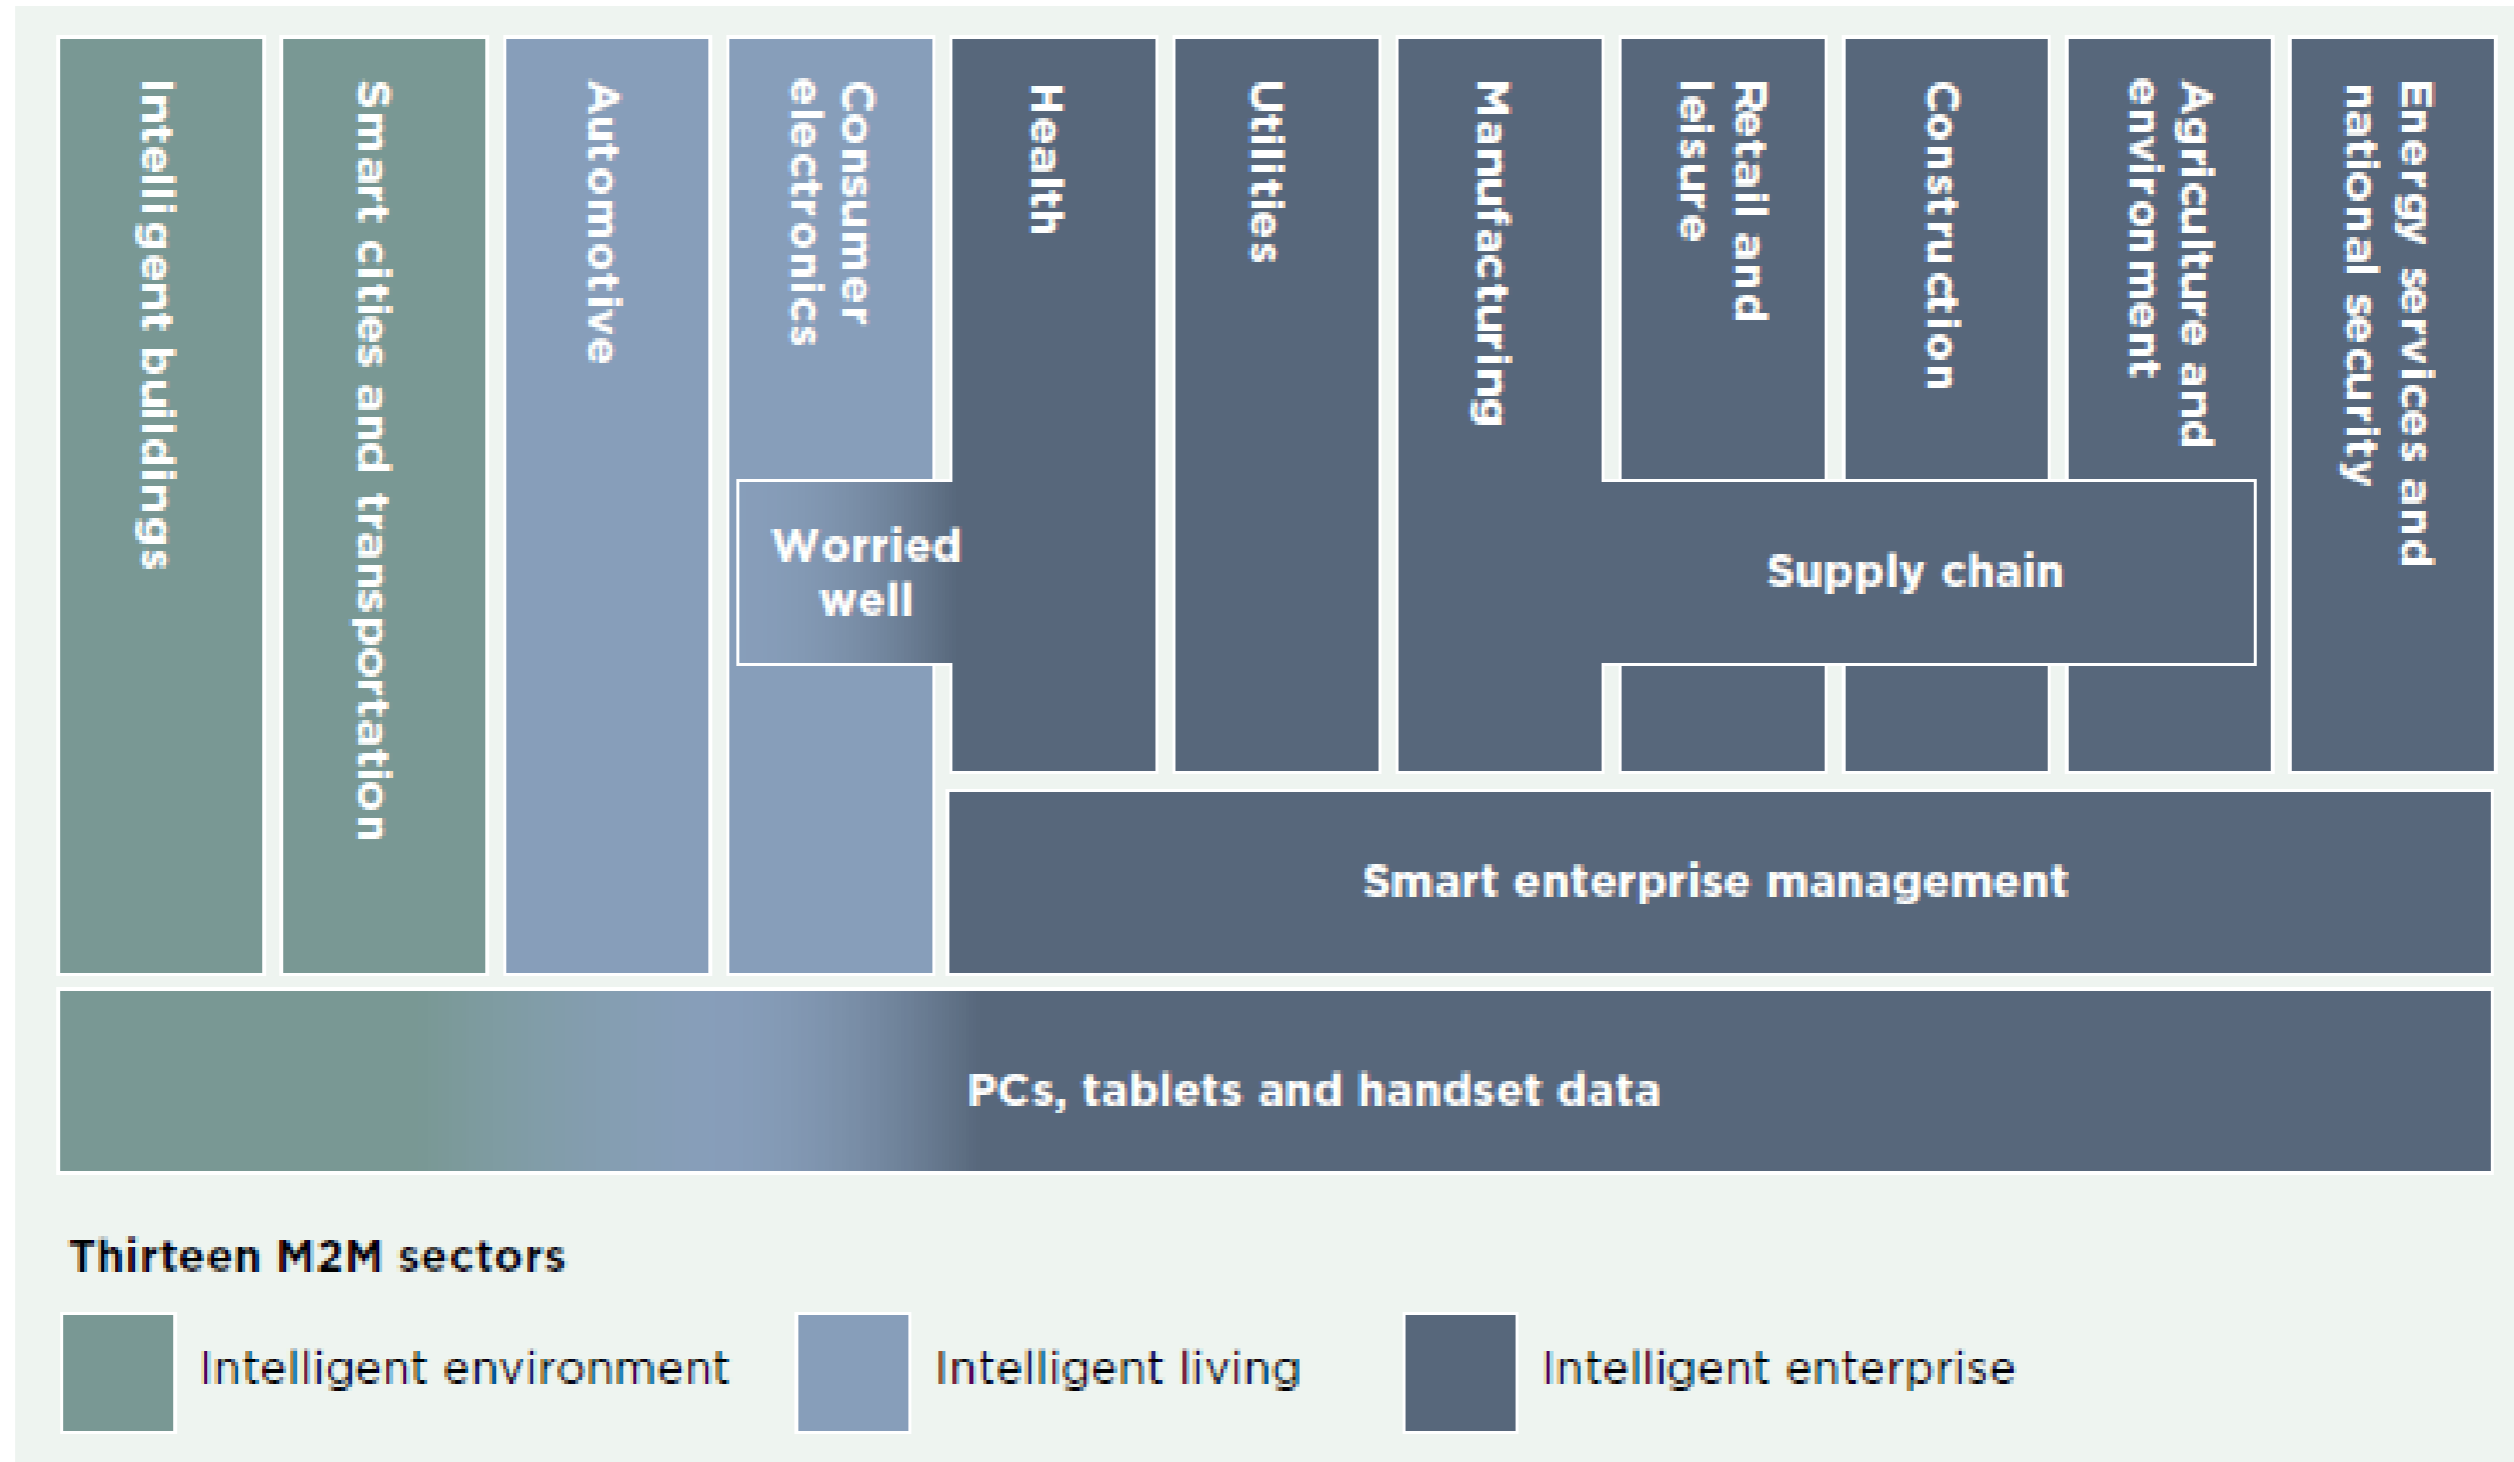 Intelligent buildings
Smart cities and transportation
Automotive
Consumer
electronics
Health
Utilities
Manufacturing
Retail and
leisure
Construction
Agriculture and
environment
Energy services and
national security
Worried
well
Supply chain
Smart enterprise management
PCs, tablets and handset data
Thirteen M2M sectors
Intelligent environment
Intelligent living
Intelligent enterprise